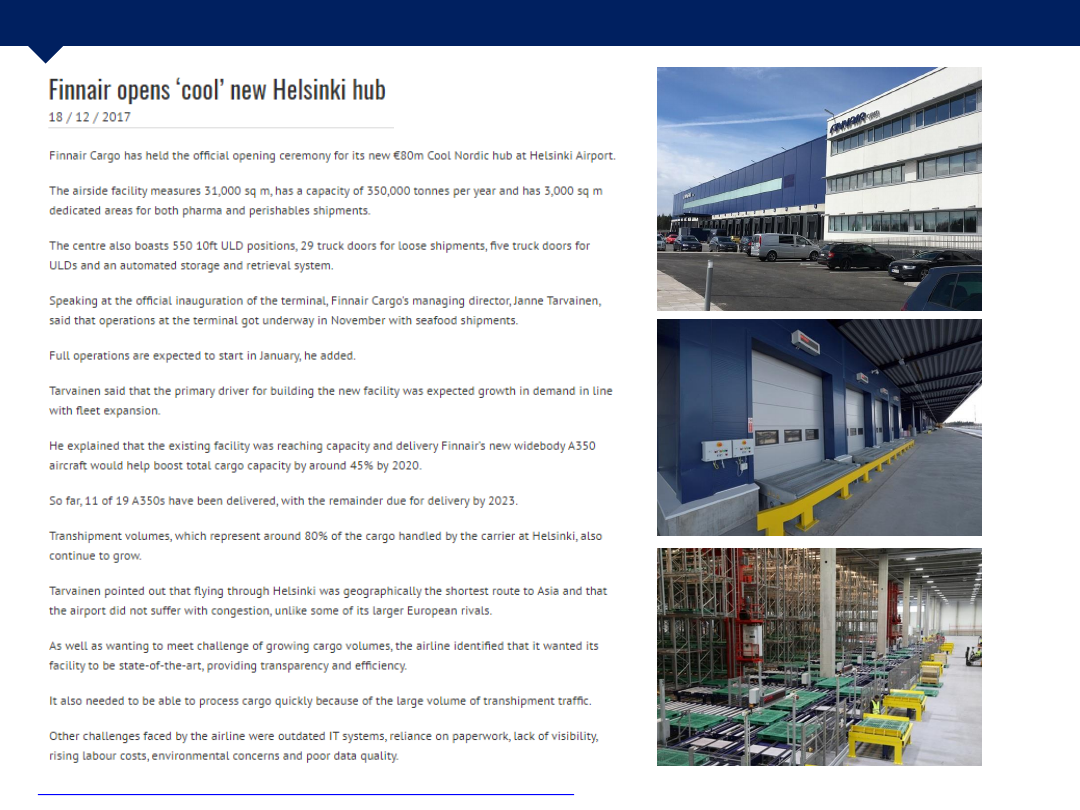 Finnair opens ‘cool’ new Helsinki hub
18 / 12 / 2017
Finnair Cargo has held the official opening ceremony for its new €80m Cool Nordic hub at Helsinki Airport.
The airside facility measures 31,000 sq m, has a capacity of 350,000 tonnes per year and has 3,000 sq m
dedicated areas for both pharma and perishables shipments.
The centre also boasts 550 10ft ULD positions, 29 truck doors for loose shipments, five truck doors for
ULDs and an automated storage and retrieval system.
Speaking at the official inauguration of the terminal, Finnair Cargo’s managing director, Janne Tarvainen,
said that operations at the terminal got underway in November with seafood shipments.
Full operations are expected to start in January, he added.
Tarvainen said that the primary driver for building the new facility was expected growth in demand in line
with fleet expansion.
He explained that the existing facility was reaching capacity and delivery Finnair’s new widebody A350
aircraft would help boost total cargo capacity by around 45% by 2020.
So far, 11 of 19 A350s have been delivered, with the remainder due for delivery by 2023.
Transhipment volumes, which represent around 80% of the cargo handled by the carrier at Helsinki, also
continue to grow.
Tarvainen pointed out that flying through Helsinki was geographically the shortest route to Asia and that
the airport did not suffer with congestion, unlike some of its larger European rivals.
As well as wanting to meet challenge of growing cargo volumes, the airline identified that it wanted its
facility to be state-of-the-art, providing transparency and efficiency.
It also needed to be able to process cargo quickly because of the large volume of transhipment traffic.
Other challenges faced by the airline were outdated IT systems, reliance on paperwork, lack of visibility,
rising labour costs, environmental concerns and poor data quality.
FINNAIR